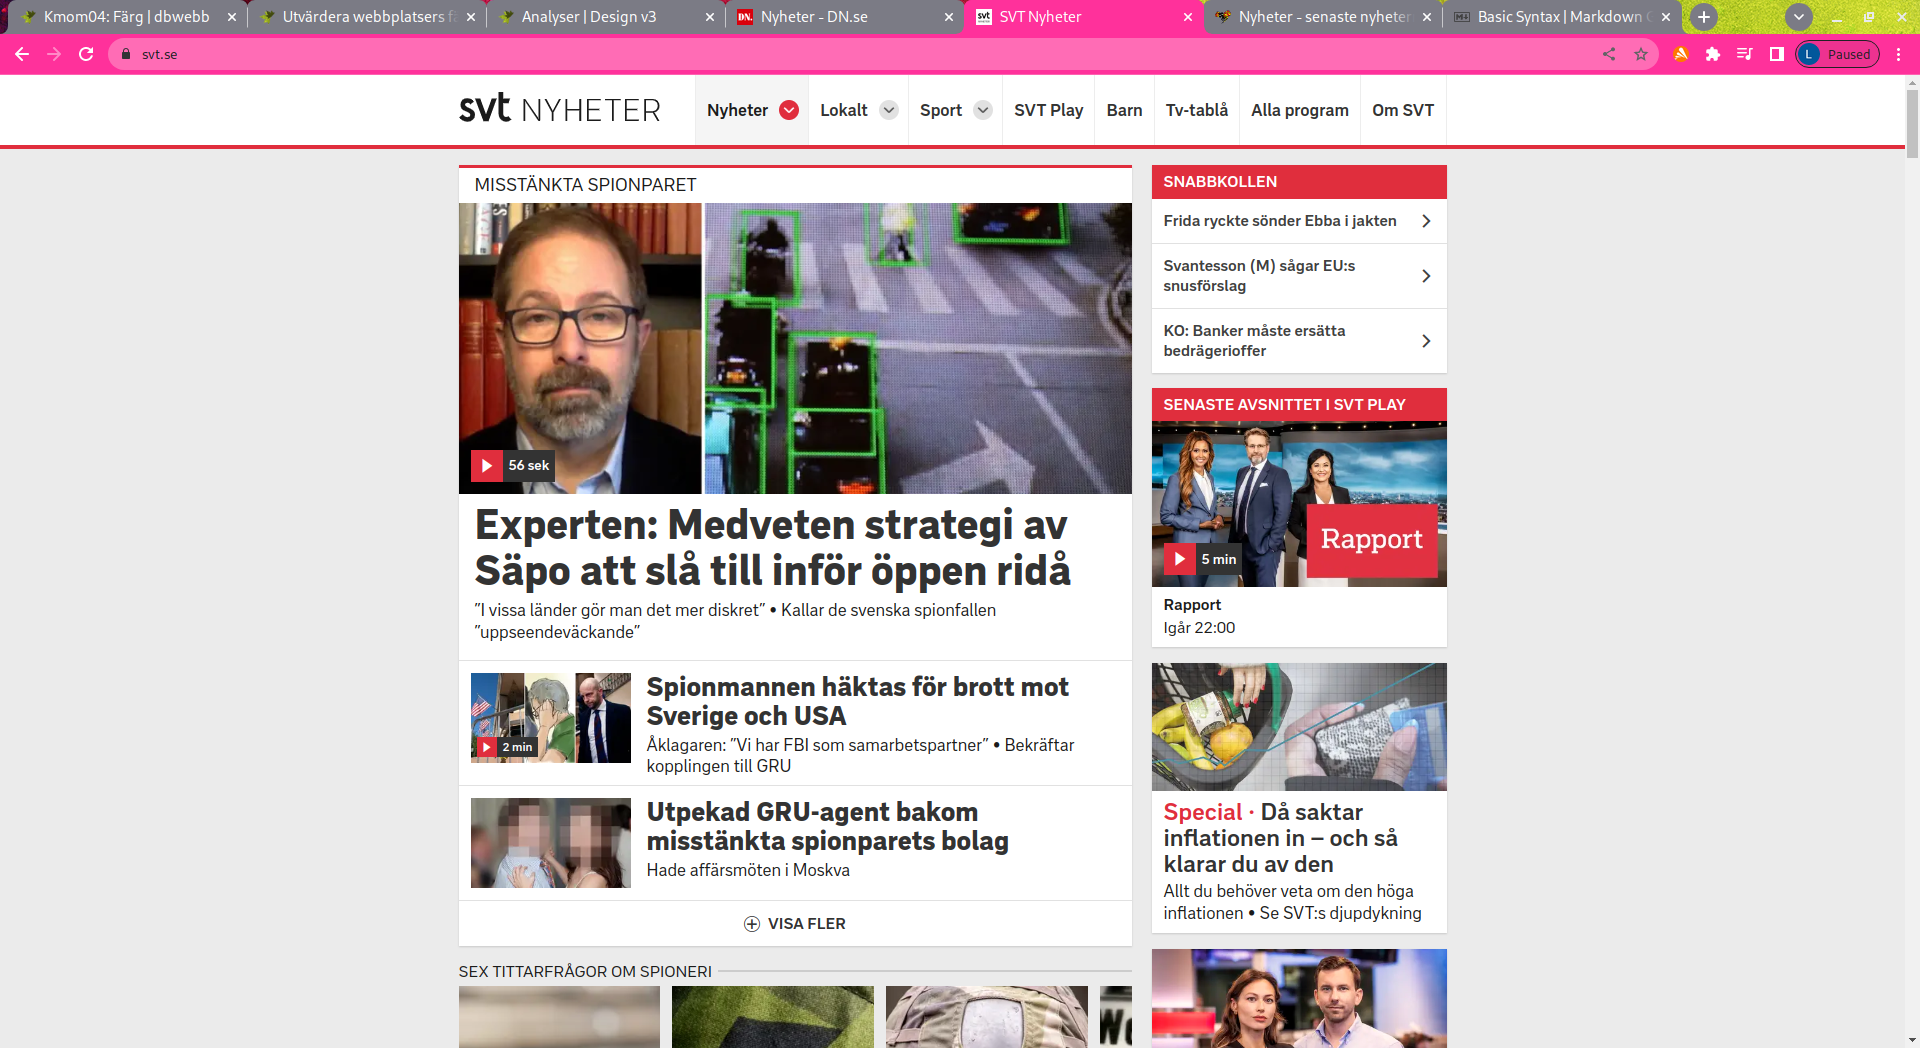 Kmom04: Färg | dbwebb
Utvärdera webbplatsers f
Analyser | Design v3
DN. Nyheter - DN.se
svt SVT Nyheter
Nyheter - senaste nyheter
Basic Syntax | Markdown G
svt.se
L Paused
svt NYHETER
Nyheter Lokalt Sport SVT Play Barn Tv-tablå Alla program Om SVT
MISSTÄNKTA SPIONPARET
56 sek
Experten: Medveten strategi av
Säpo att slå till inför öppen ridå
”I vissa länder gör man det mer diskret” • Kallar de svenska spionfallen
”uppseendeväckande”
2 min
Spionmannen häktas för brott mot
Sverige och USA
Åklagaren: ”Vi har FBI som samarbetspartner” • Bekräftar
kopplingen till GRU
Utpekad GRU-agent bakom
misstänkta spionparets bolag
Hade affärsmöten i Moskva
VISA FLER
SEX TITTARFRÅGOR OM SPIONERI
SNABBKOLLEN
Frida ryckte sönder Ebba i jakten
Svantesson (M) sågar EU:s
snusförslag
KO: Banker måste ersätta
bedrägerioffer
SENASTE AVSNITTET I SVT PLAY
Rapport
5 min
Rapport
Igår 22:00
Special · Då saktar
inflationen in – och så
klarar du av den
Allt du behöver veta om den höga
inflationen • Se SVT:s djupdykning